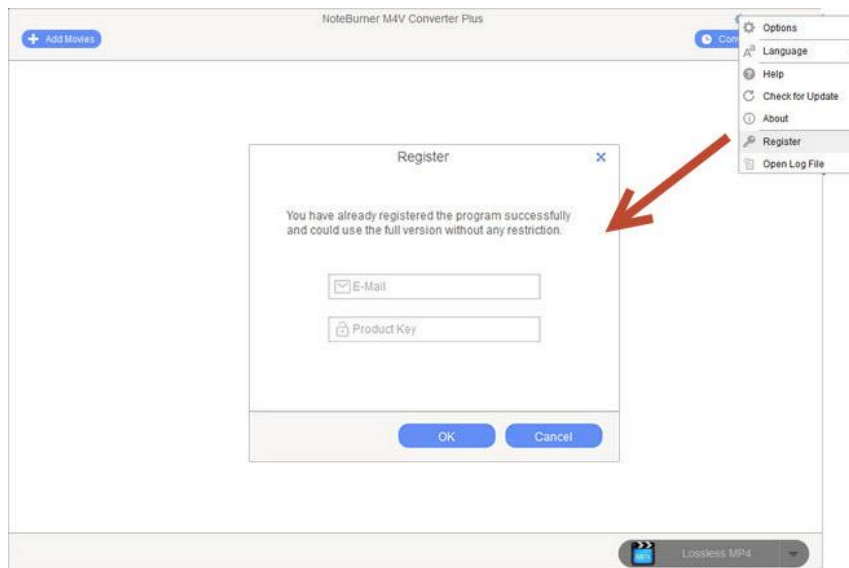 NoteBurner M4V Converter Plus
Add Movies
Options
Language
Help
Check for Update
About
Register
Open Log File
Register
You have already registered the program successfully
and could use the full version without any restriction.
E-Mail
Product Key
OK
Cancel
Lossless MP4